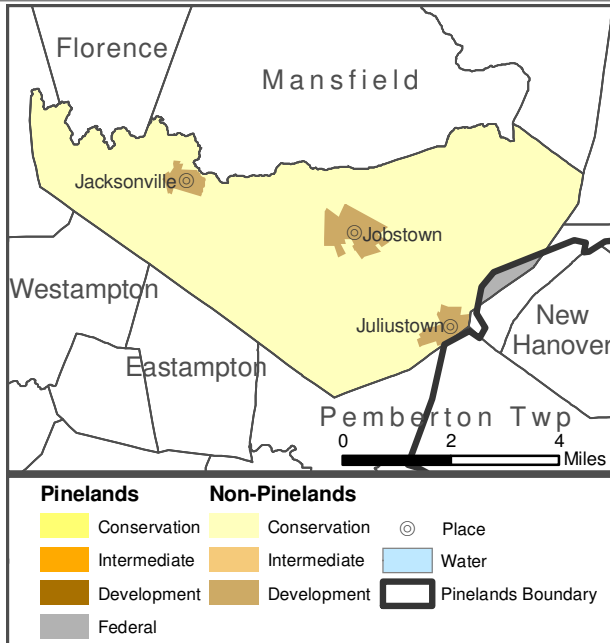 Florence
Mansfield
Jacksonville
Jobstown
Westampton
Juliustown
New
Hanover
Eastampton
Pemberton Twp
0 2 4
Miles
Pinelands Non-Pinelands
Conservation Conservation Place
Intermediate Intermediate Water
Development Development Pinelands Boundary
Federal